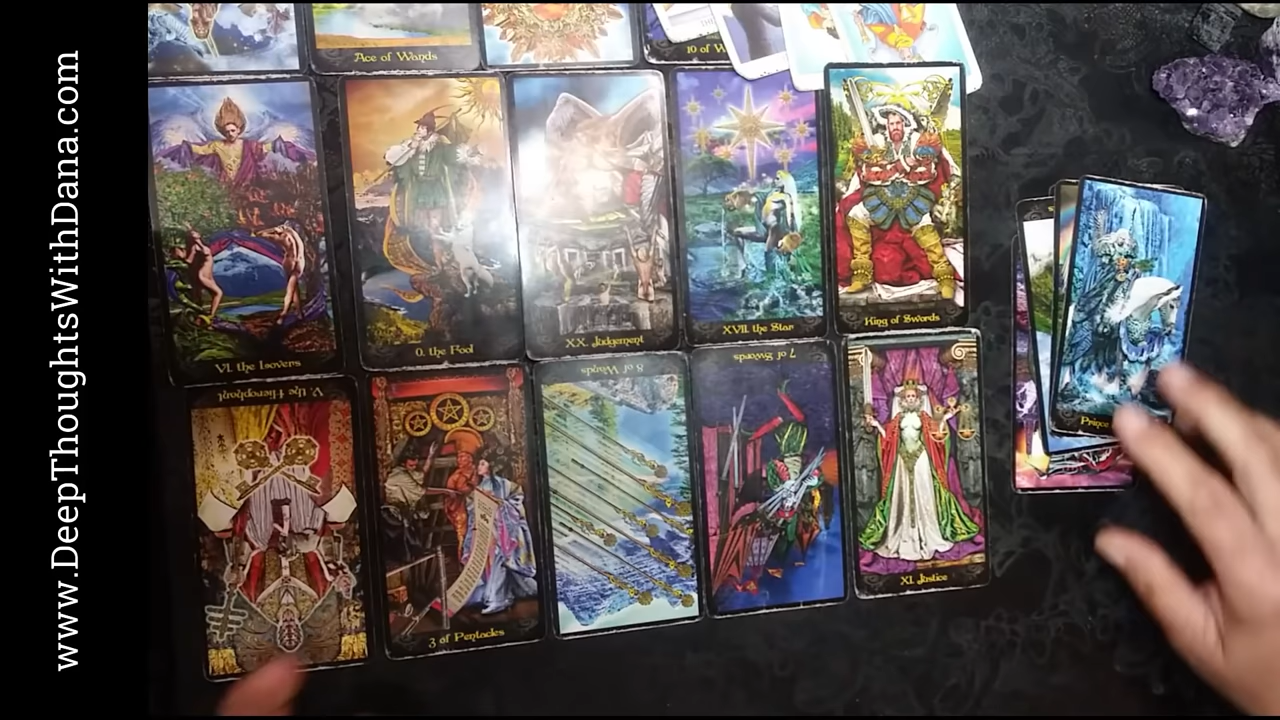 www.DeepThoughtsWithDana.com
Ace of Wands
10 of W
VI. the Lovers
0. the Fool
XX. Judgement
XVII. the Star
King of Swords
V. the Hierophant
3 of Pentacles
8 of Wands
7 of Swords
XI. Justice
Prince